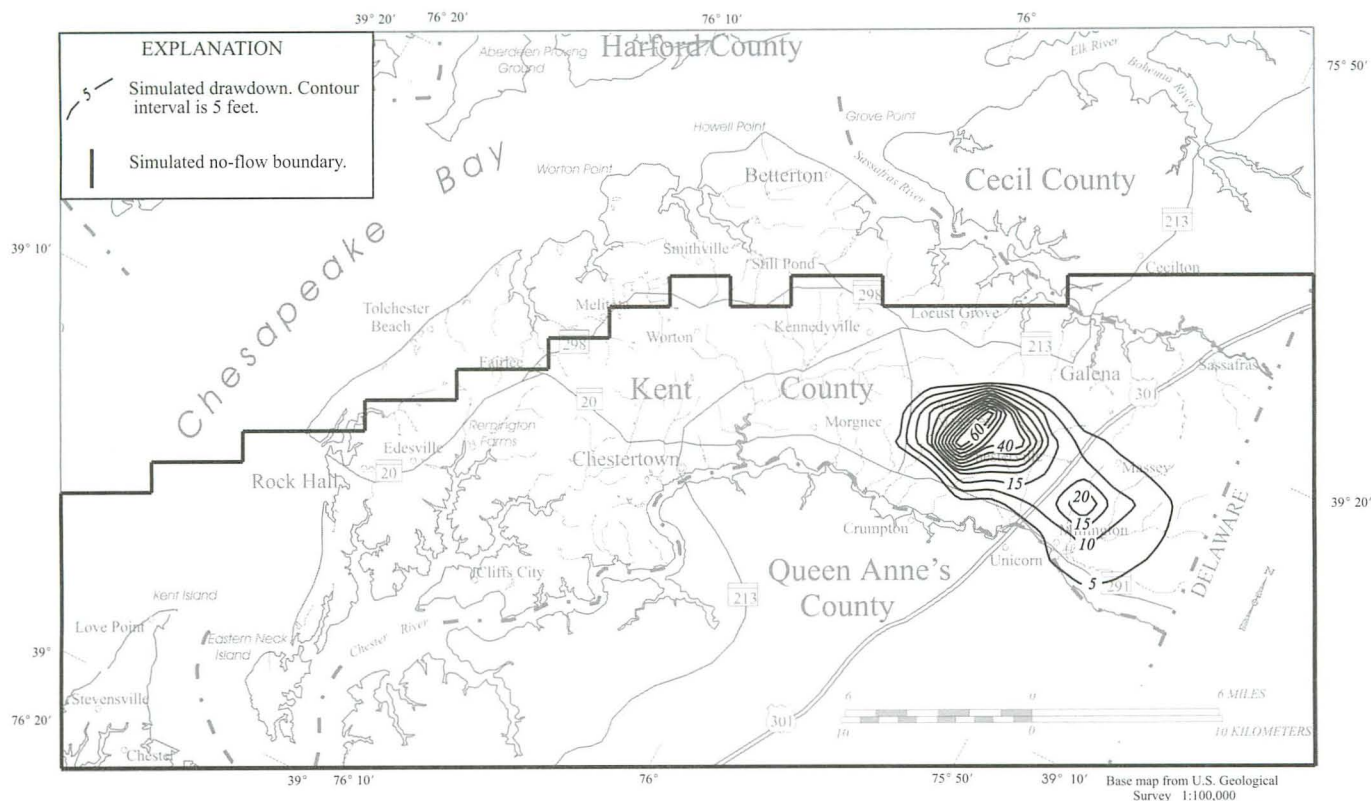 39° 20' 76° 20'
76° 10'
76°
EXPLANATION
5
Simulated drawdown. Contour
interval is 5 feet.
Simulated no-flow boundary.
Aberdeen Proving
Ground
Harford County
Elk River
Bohemia River
75° 50'
Howell Point
Grove Point
Sassafras River
Worton Point
Betterton
Cecil County
Chesapeake Bay
213
39° 10'
Smithville
Still Pond
Cecilton
Tolchester
Beach
Melitota
298
Locust Grove
298
Worton
Kennedyville
213
Fairlee
Kent County
Galena
Sassafras
301
20
Remington
Farms
Morgnec
60
40
Edesville
20
Rock Hall
Chestertown
15
Massey
20
15
10
39° 20'
Crumpton
Millington
Unicorn
5
291
DELAWARE
Queen Anne's
County
213
Cliffs City
Kent Island
Love Point
Eastern Neck
Island
Chester River
N
39°
Stevensville
76° 20'
Chester
301
6 0 6 MILES
10 0 10 KILOMETERS
39° 10' 76° 10'
76°
75° 50'
39° 10'
Base map from U.S. Geological
Survey 1:100,000